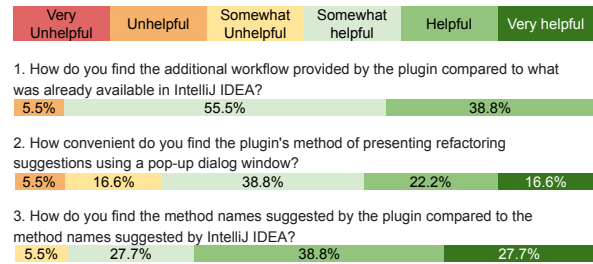 Very Unhelpful Unhelpful Somewhat Unhelpful Somewhat helpful Helpful Very helpful
1. How do you find the additional workflow provided by the plugin compared to what
was already available in IntelliJ IDEA?
5.5% 55.5% 38.8%
2. How convenient do you find the plugin's method of presenting refactoring
suggestions using a pop-up dialog window?
5.5% 16.6% 38.8% 22.2% 16.6%
3. How do you find the method names suggested by the plugin compared to the
method names suggested by IntelliJ IDEA?
5.5% 27.7% 38.8% 27.7%